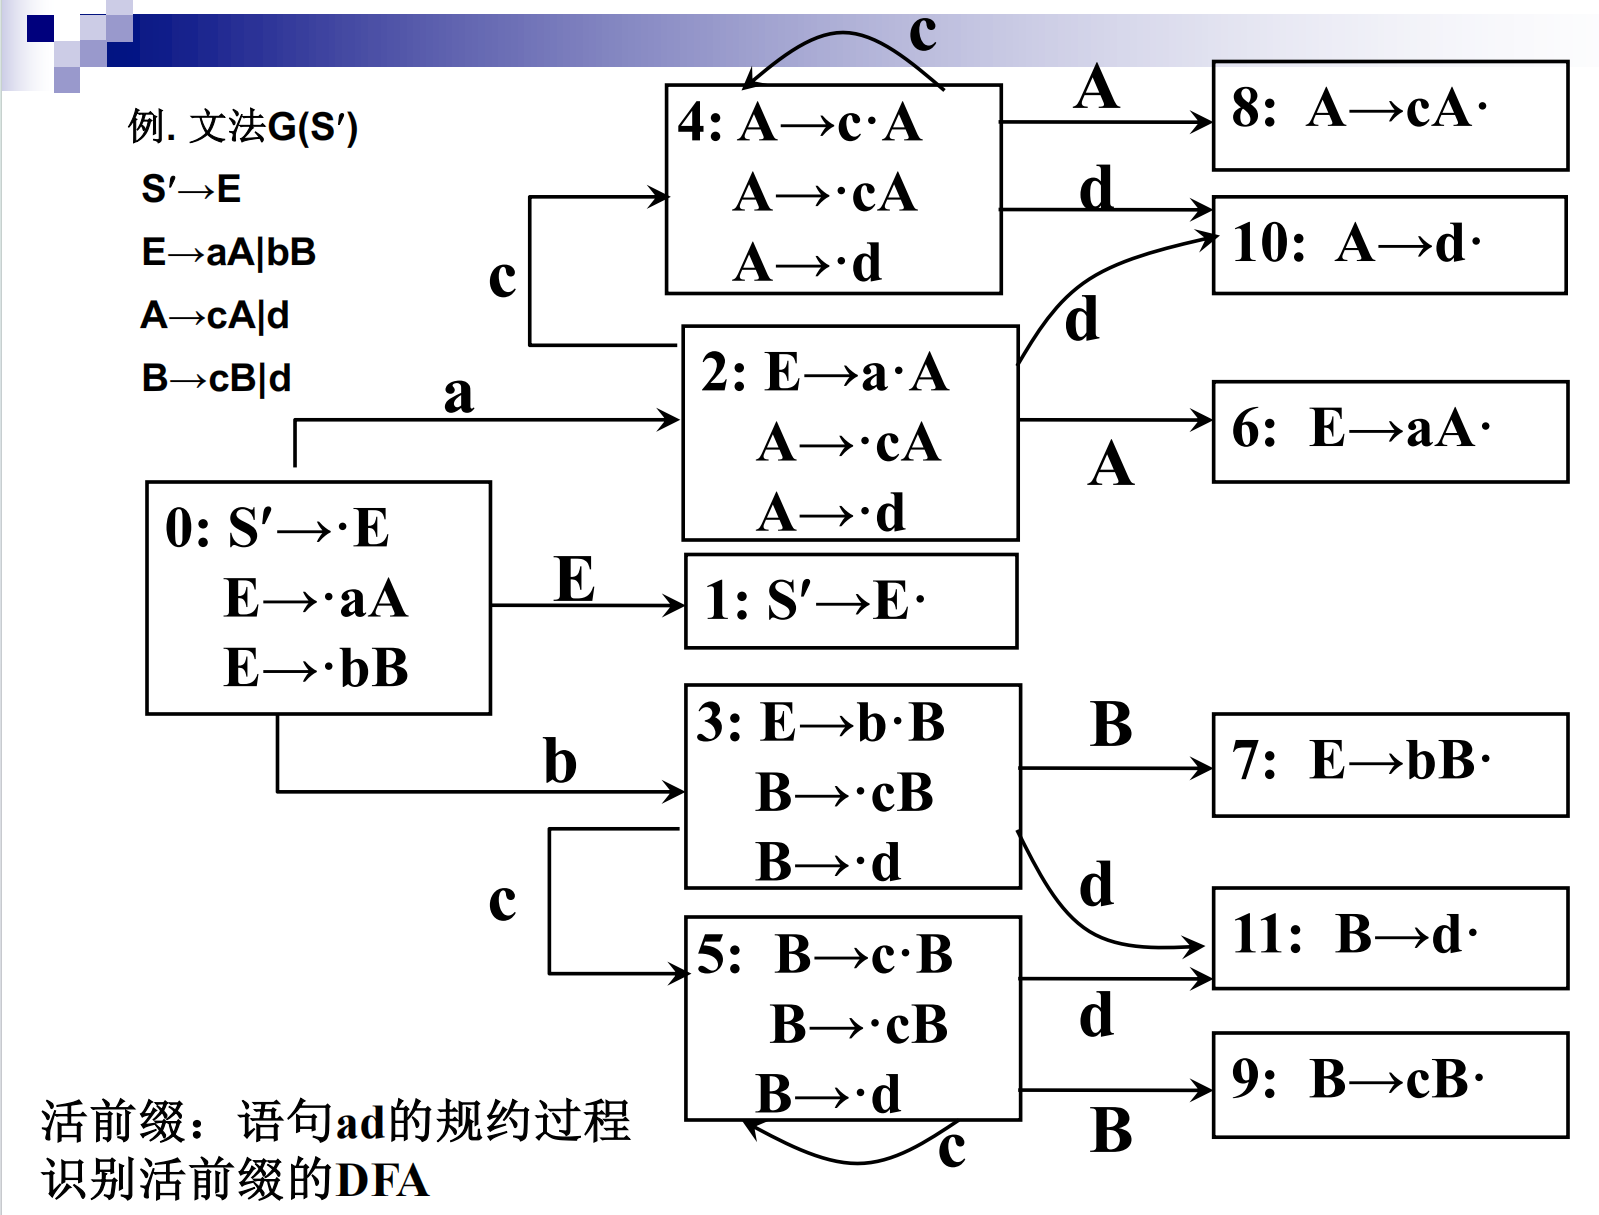 例. 文法G(S′)
S′→E
E→aA|bB
A→cA|d
B→cB|d
c
4: A→c·A
A→·cA
A→·d
A
8: A→cA·
d
10: A→d·
c
d
a
2: E→a·A
A→·cA
A→·d
A
6: E→aA·
0: S′→·E
E→·aA
E→·bB
E
1: S′→E·
b
3: E→b·B
B→·cB
B→·d
B
7: E→bB·
c
d
11: B→d·
5: B→c·B
B→·cB
B→·d
d
9: B→cB·
B
c
活前缀：语句ad的规约过程
识别活前缀的DFA